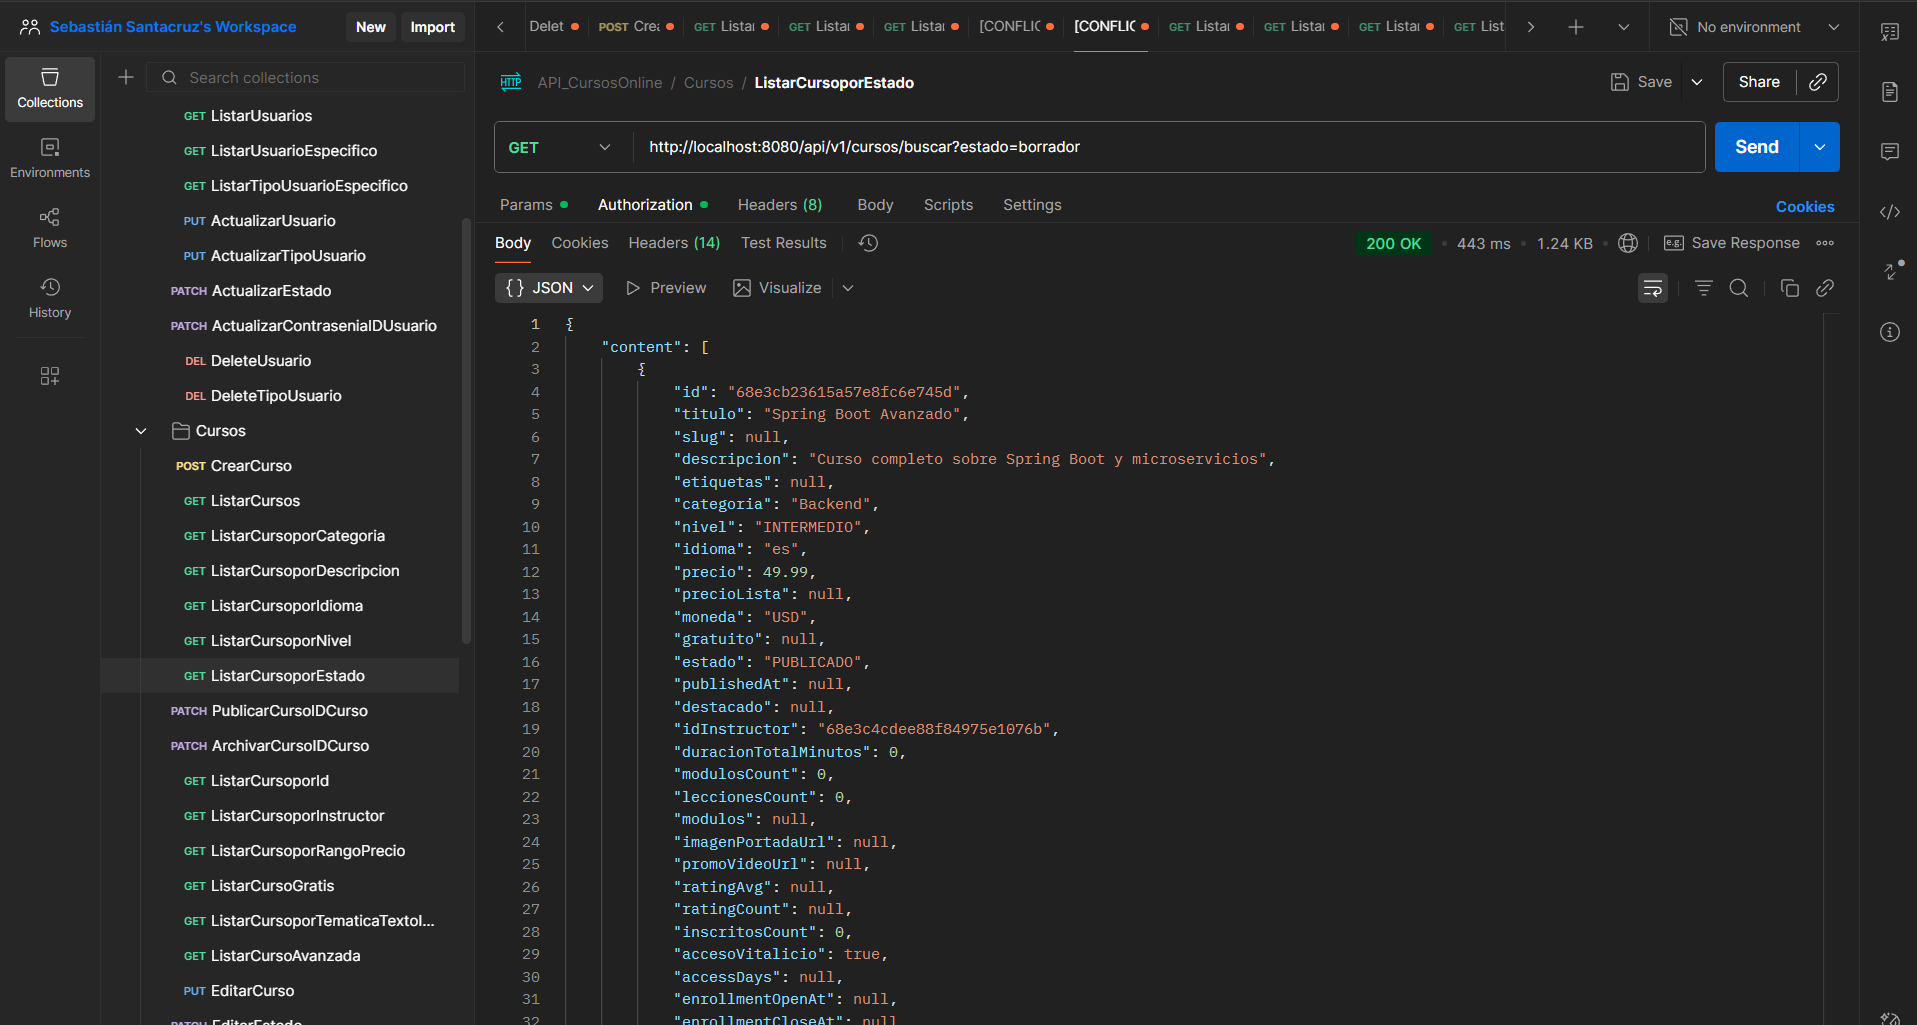 Sebastián Santacruz's Workspace
New
Import
Delet
POST Crea
GET Listar
GET Listar
GET Listar
[CONFLIC
[CONFLIC
GET Listar
GET Listar
GET Listar
GET List
No environment
Collections
Environments
Flows
History
Search collections
GET ListarUsuarios
GET ListarUsuarioEspecifico
GET ListarTipoUsuarioEspecifico
PUT ActualizarUsuario
PUT ActualizarTipoUsuario
PATCH ActualizarEstado
PATCH ActualizarContraseniaIDUsuario
DEL DeleteUsuario
DEL DeleteTipoUsuario
Cursos
POST CrearCurso
GET ListarCursos
GET ListarCursoporCategoria
GET ListarCursoporDescripcion
GET ListarCursoporIdioma
GET ListarCursoporNivel
GET ListarCursoporEstado
PATCH PublicarCursoIDCurso
PATCH ArchivarCursoIDCurso
GET ListarCursoporId
GET ListarCursoporInstructor
GET ListarCursoporRangoPrecio
GET ListarCursoGratis
GET ListarCursoporTematicaTextoI...
GET ListarCursoAvanzada
PUT EditarCurso
PATCH EditarEstado
HTTP API_CursosOnline / Cursos / ListarCursoporEstado
Save
Share
GET
http://localhost:8080/api/v1/cursos/buscar?estado=borrador
Send
Params
Authorization
Headers (8)
Body
Scripts
Settings
Cookies
Body
Cookies
Headers (14)
Test Results
200 OK
443 ms
1.24 KB
e.g. Save Response
{} JSON
Preview
Visualize
1 {
2 "content": [
3 {
4 "id": "68e3cb23615a57e8fc6e745d",
5 "titulo": "Spring Boot Avanzado",
6 "slug": null,
7 "descripcion": "Curso completo sobre Spring Boot y microservicios",
8 "etiquetas": null,
9 "categoria": "Backend",
10 "nivel": "INTERMEDIO",
11 "idioma": "es",
12 "precio": 49.99,
13 "precioLista": null,
14 "moneda": "USD",
15 "gratuito": null,
16 "estado": "PUBLICADO",
17 "publishedAt": null,
18 "destacado": null,
19 "idInstructor": "68e3c4cdee88f84975e1076b",
20 "duracionTotalMinutos": 0,
21 "modulosCount": 0,
22 "leccionesCount": 0,
23 "modulos": null,
24 "imagenPortadaUrl": null,
25 "promoVideoUrl": null,
26 "ratingAvg": null,
27 "ratingCount": null,
28 "inscritosCount": 0,
29 "accesoVitalicio": true,
30 "accessDays": null,
31 "enrollmentOpenAt": null,
32 "enrollmentCloseAt": null